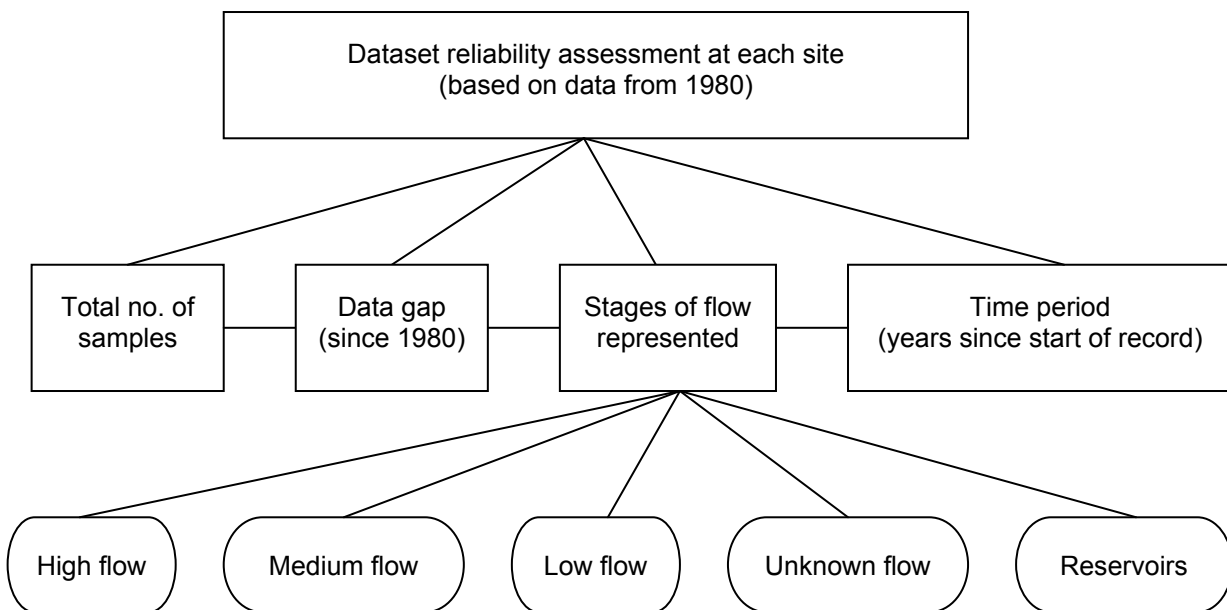 Dataset reliability assessment at each site
(based on data from 1980)
Total no. of
samples
Data gap
(since 1980)
Stages of flow
represented
Time period
(years since start of record)
High flow
Medium flow
Low flow
Unknown flow
Reservoirs